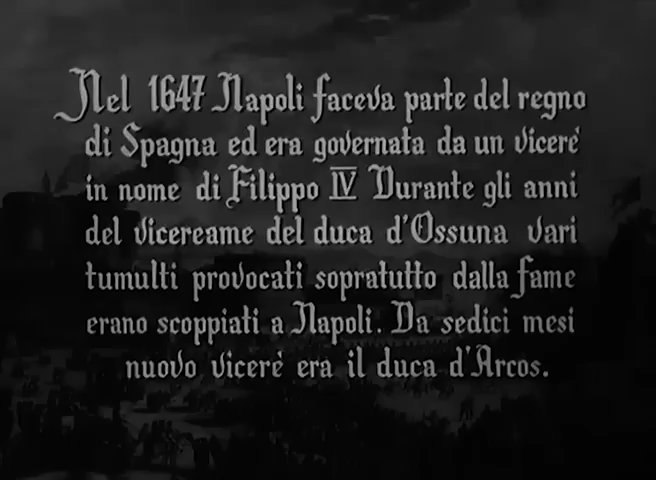 Nel 1647 Napoli faceva parte del regno
di Spagna ed era governata da un vicerè
in nome di Filippo IV Durante gli anni
del vicereame del duca d'Ossuna vari
tumulti provocati sopratutto dalla fame
erano scoppiati a Napoli. Da sedici mesi
nuovo vicerè era il duca d'Arcos.